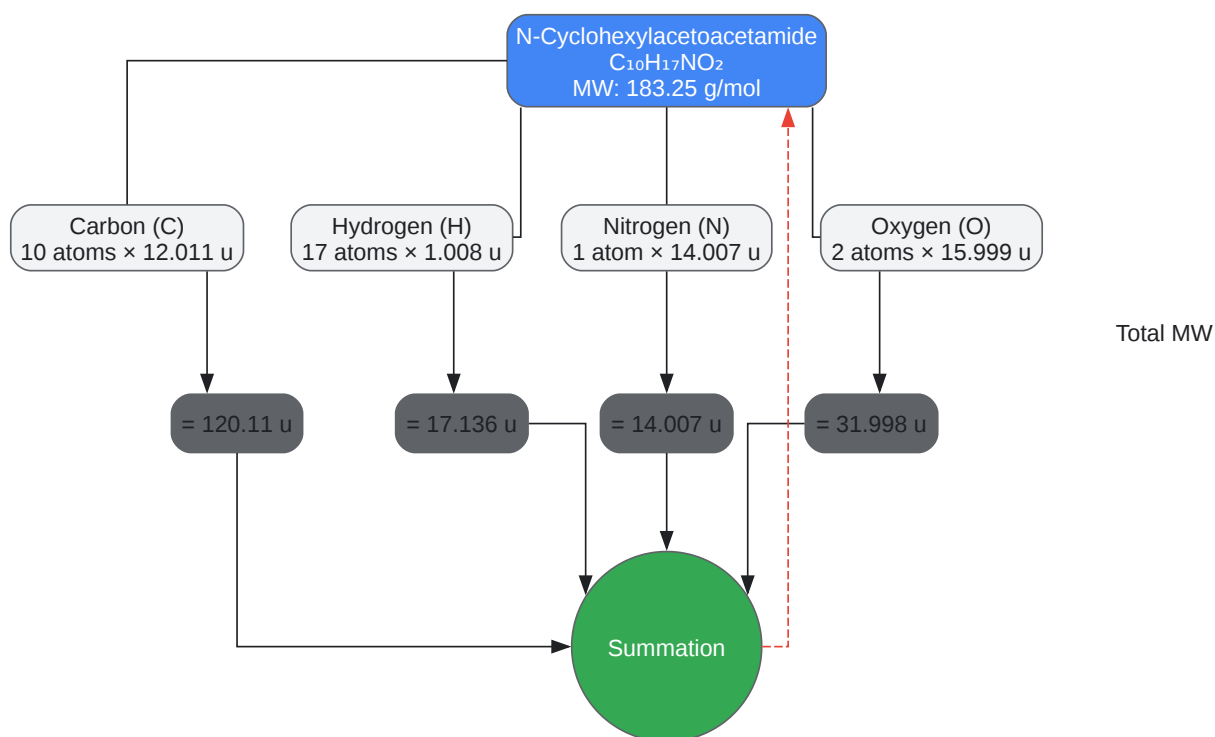 N-Cyclohexylacetoacetamide
C₁₀H₁₇NO₂
MW: 183.25 g/mol
Carbon (C)
10 atoms × 12.011 u
Hydrogen (H)
17 atoms × 1.008 u
Nitrogen (N)
1 atom × 14.007 u
Oxygen (O)
2 atoms × 15.999 u
Total MW
= 120.11 u
= 17.136 u
= 14.007 u
= 31.998 u
Summation